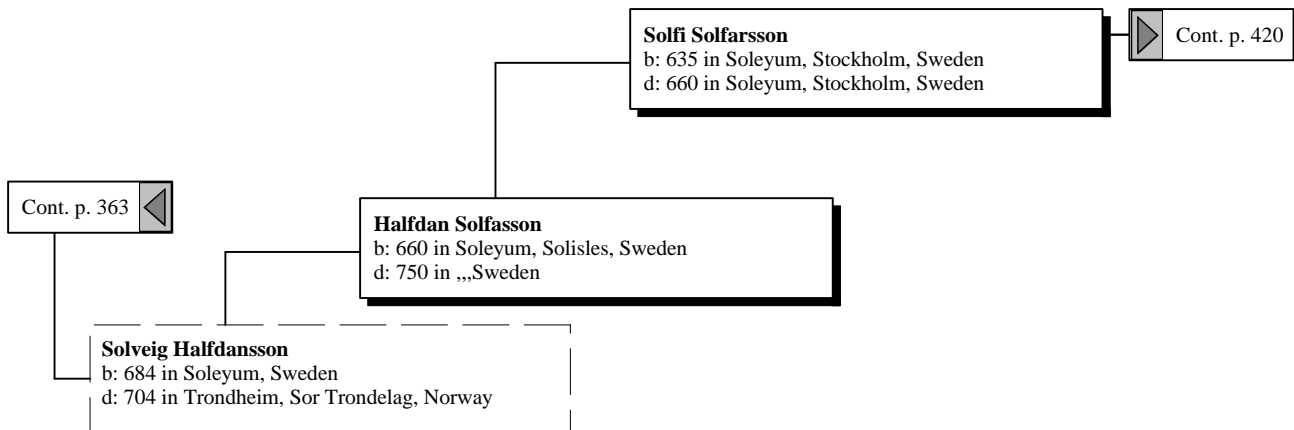 Solfi Solfarsson
b: 635 in Soleyum, Stockholm, Sweden
d: 660 in Soleyum, Stockholm, Sweden
Cont. p. 420
Cont. p. 363
Halfdan Solfasson
b: 660 in Soleyum, Solisles, Sweden
d: 750 in ,,,Sweden
Solveig Halfdansson
b: 684 in Soleyum, Sweden
d: 704 in Trondheim, Sor Trondelag, Norway